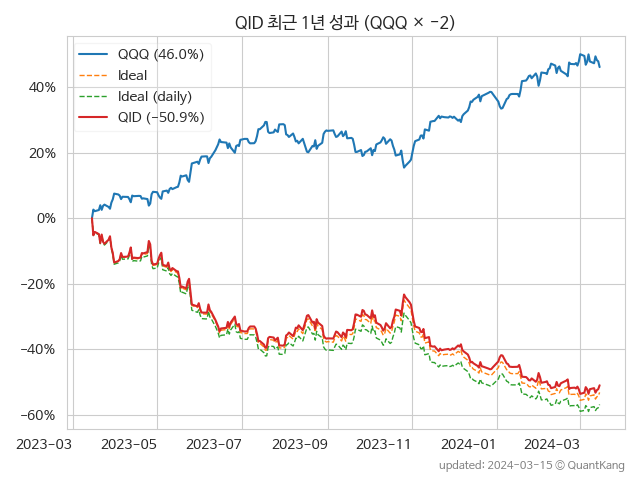 QID 최근 1년 성과 (QQQ × −2)
QQQ (46.0%)
Ideal
Ideal (daily)
QID (−50.9%)
40%
20%
0%
−20%
−40%
−60%
2023−03 2023−05 2023−07 2023−09 2023−11 2024−01 2024−03
updated: 2024−03−15 © QuantKang